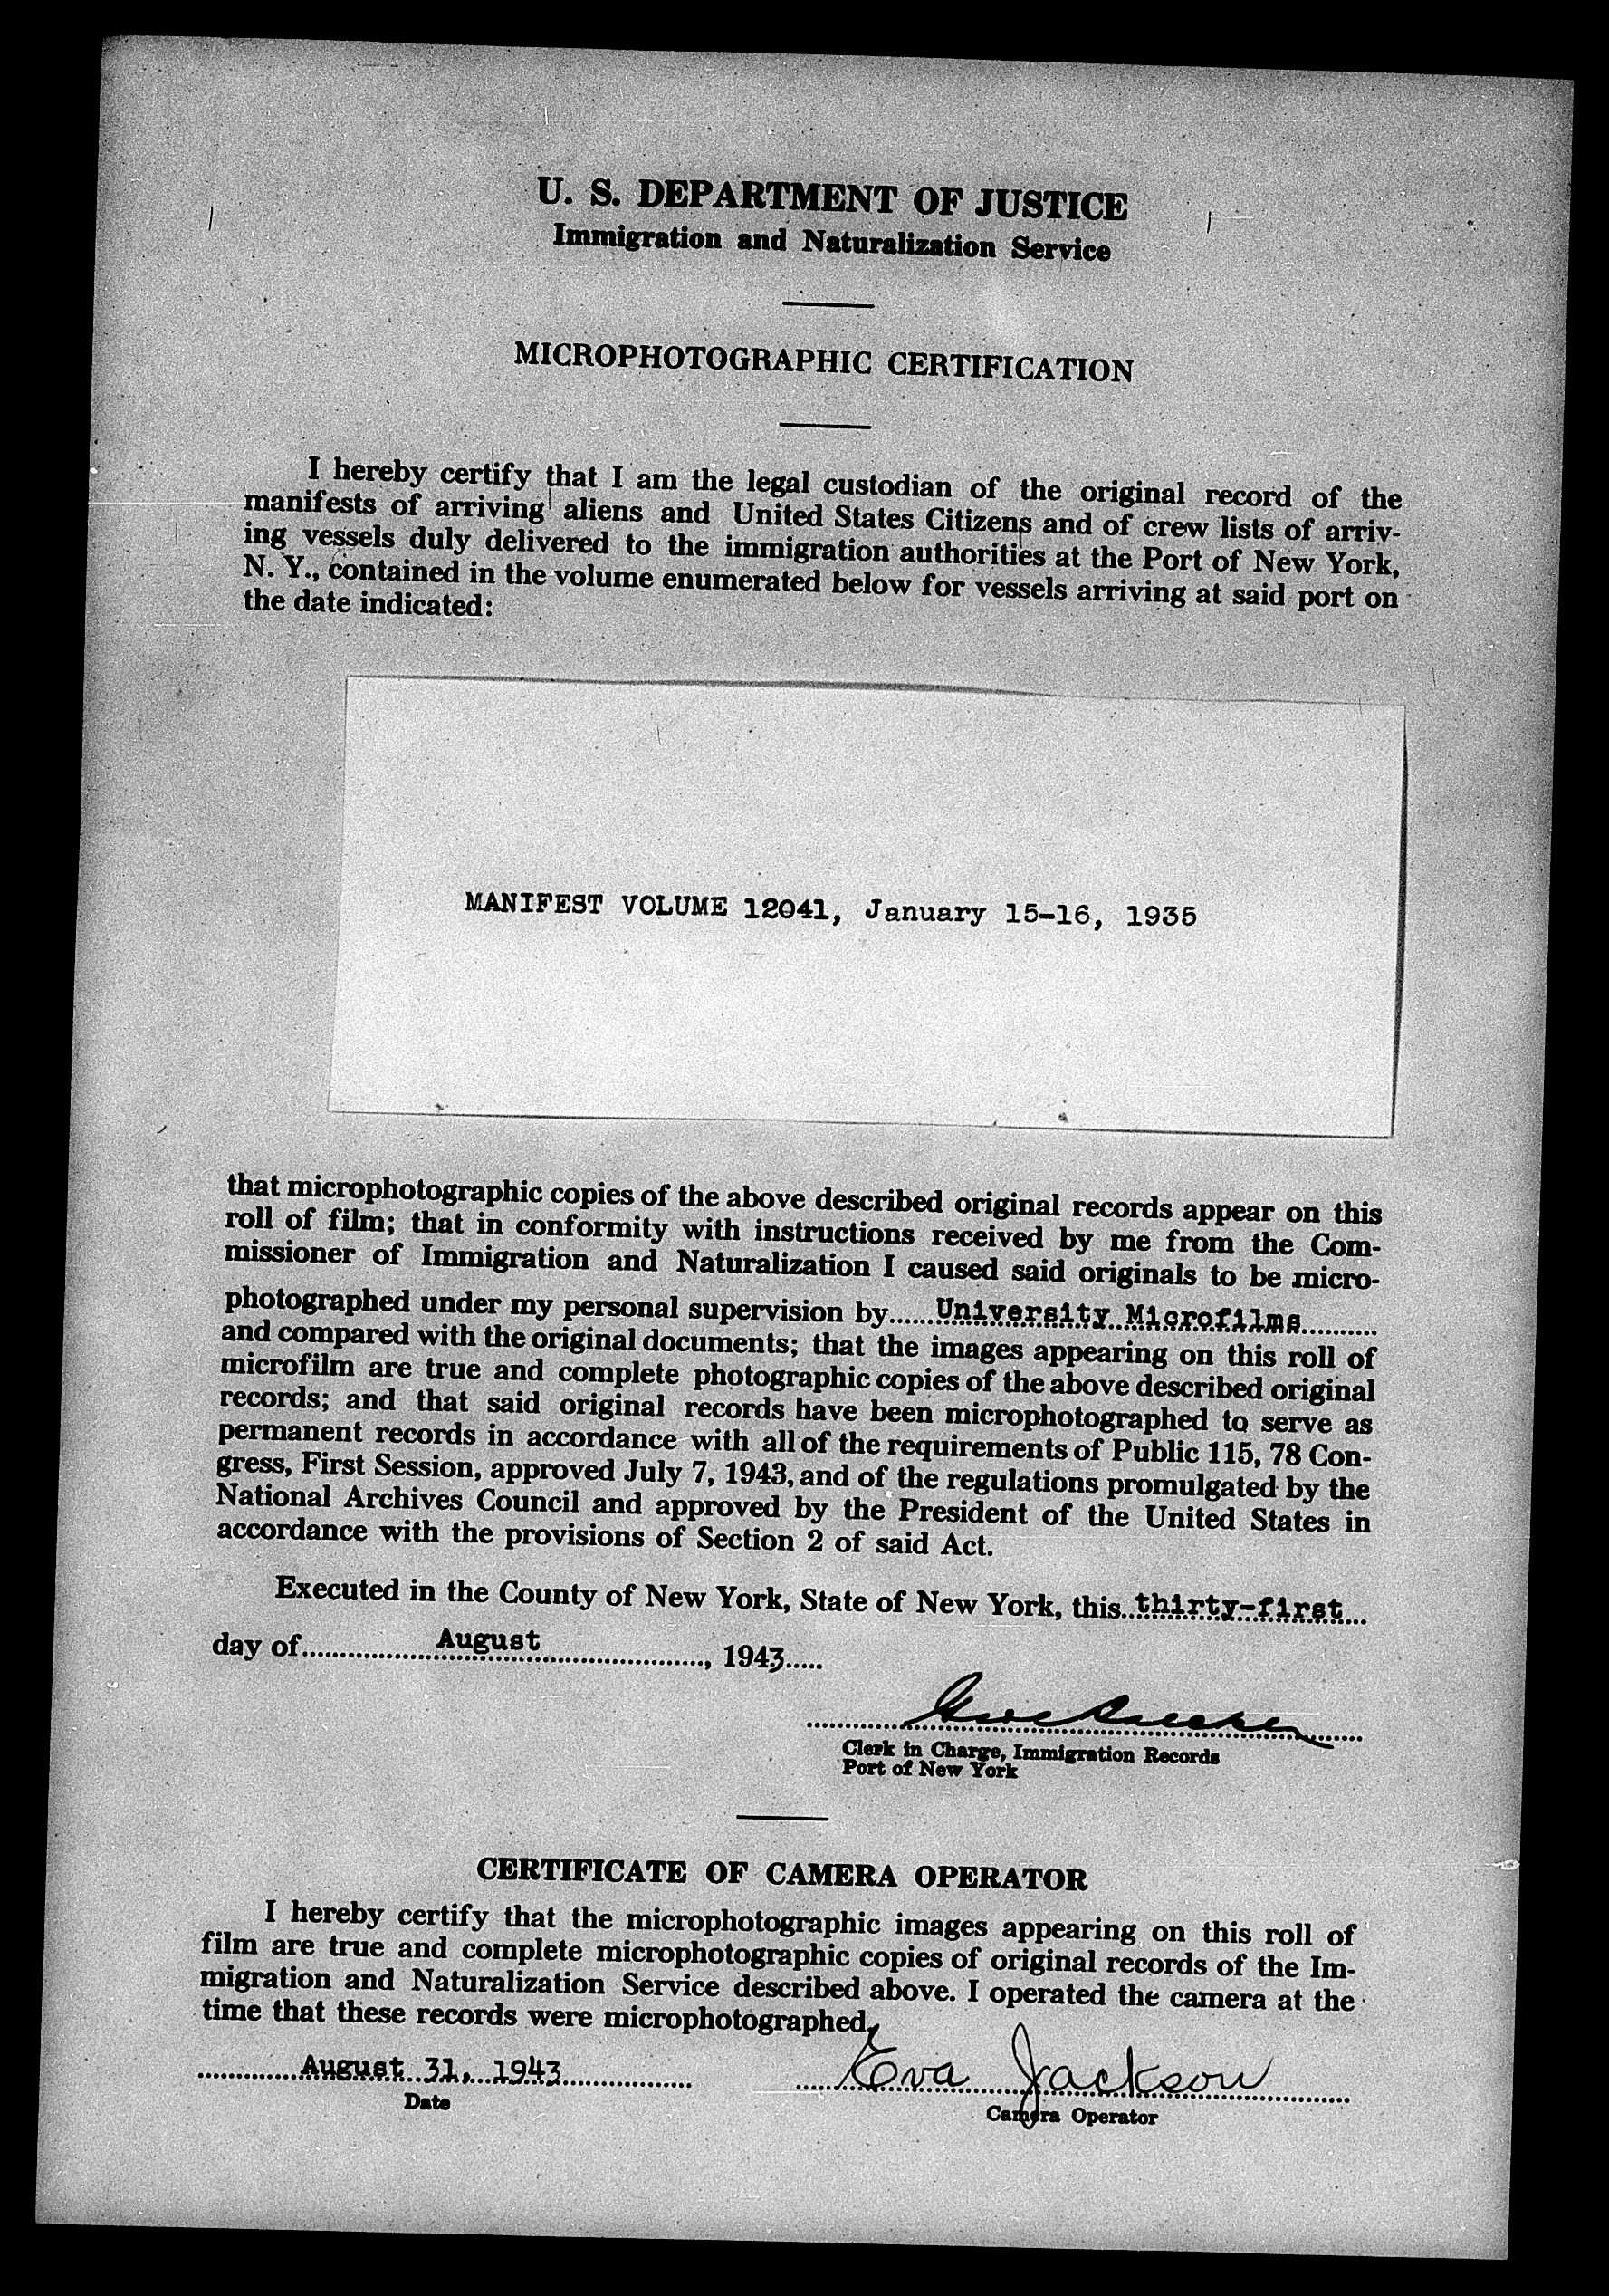 U. S. DEPARTMENT OF JUSTICE
Immigration and Naturalization Service
MICROPHOTOGRAPHIC CERTIFICATION
I hereby certify that I am the legal custodian of the original record of the
manifests of arriving aliens and United States Citizens and of crew lists of arriv-
ing vessels duly delivered to the immigration authorities at the Port of New York,
N. Y., contained in the volume enumerated below for vessels arriving at said port on
the date indicated:
MANIFEST VOLUME 12041, January 15-16, 1935
that microphotographic copies of the above described original records appear on this
roll of film; that in conformity with instructions received by me from the Com-
missioner of Immigration and Naturalization I caused said originals to be micro-
photographed under my personal supervision by......University Microfilms..........
and compared with the original documents; that the images appearing on this roll of
microfilm are true and complete photographic copies of the above described original
records; and that said original records have been microphotographed to serve as
permanent records in accordance with all of the requirements of Public 115, 78 Con-
gress, First Session, approved July 7, 1943, and of the regulations promulgated by the
National Archives Council and approved by the President of the United States in
accordance with the provisions of Section 2 of said Act.
Executed in the County of New York, State of New York, this..thirty-first...
day of..................August......................, 1943.....
Clerk in Charge, Immigration Records
Port of New York
CERTIFICATE OF CAMERA OPERATOR
I hereby certify that the microphotographic images appearing on this roll of
film are true and complete microphotographic copies of original records of the Im-
migration and Naturalization Service described above. I operated the camera at the
time that these records were microphotographed.
August 31, 1943 Eva Jackson
Date Camera Operator